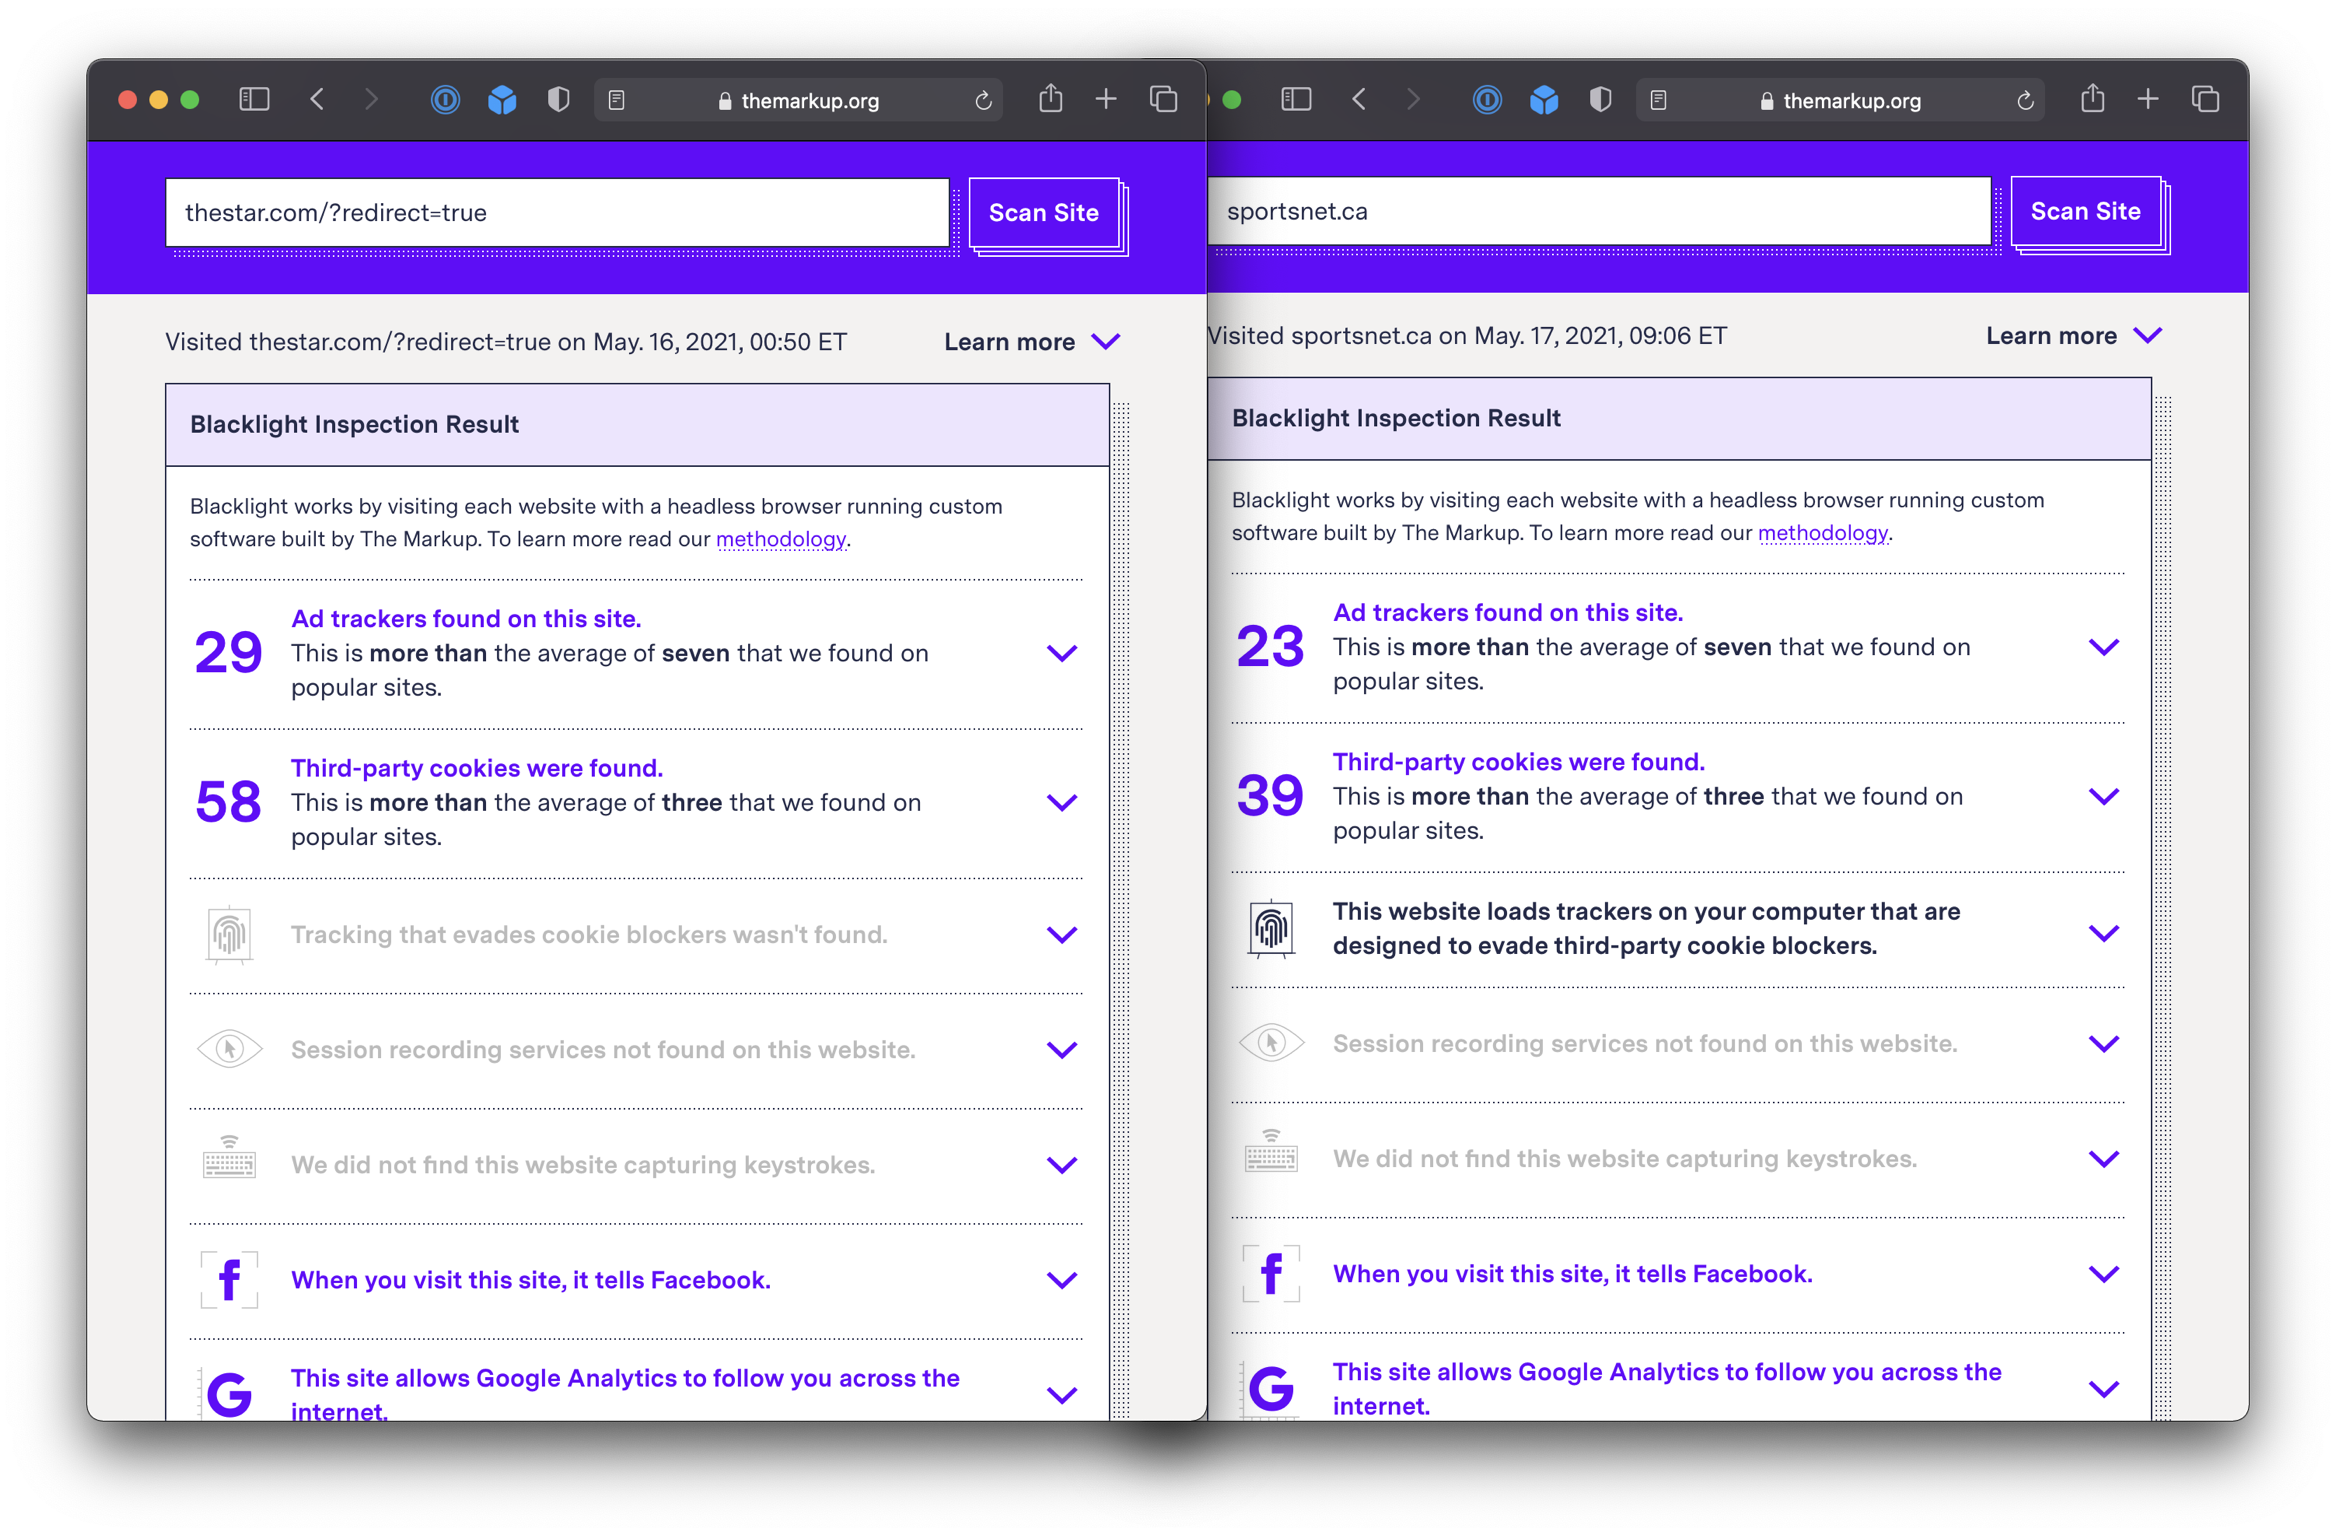 themarkup.org
thestar.com/?redirect=true
Scan Site
Visited thestar.com/?redirect=true on May. 16, 2021, 00:50 ET
Learn more
Blacklight Inspection Result
Blacklight works by visiting each website with a headless browser running custom
software built by The Markup. To learn more read our methodology.
29
Ad trackers found on this site.
This is more than the average of seven that we found on
popular sites.
58
Third-party cookies were found.
This is more than the average of three that we found on
popular sites.
Tracking that evades cookie blockers wasn't found.
Session recording services not found on this website.
We did not find this website capturing keystrokes.
f
When you visit this site, it tells Facebook.
G
This site allows Google Analytics to follow you across the
internet.
themarkup.org
sportsnet.ca
Scan Site
Visited sportsnet.ca on May. 17, 2021, 09:06 ET
Learn more
Blacklight Inspection Result
Blacklight works by visiting each website with a headless browser running custom
software built by The Markup. To learn more read our methodology.
23
Ad trackers found on this site.
This is more than the average of seven that we found on
popular sites.
39
Third-party cookies were found.
This is more than the average of three that we found on
popular sites.
This website loads trackers on your computer that are
designed to evade third-party cookie blockers.
Session recording services not found on this website.
We did not find this website capturing keystrokes.
f
When you visit this site, it tells Facebook.
G
This site allows Google Analytics to follow you across the
internet.